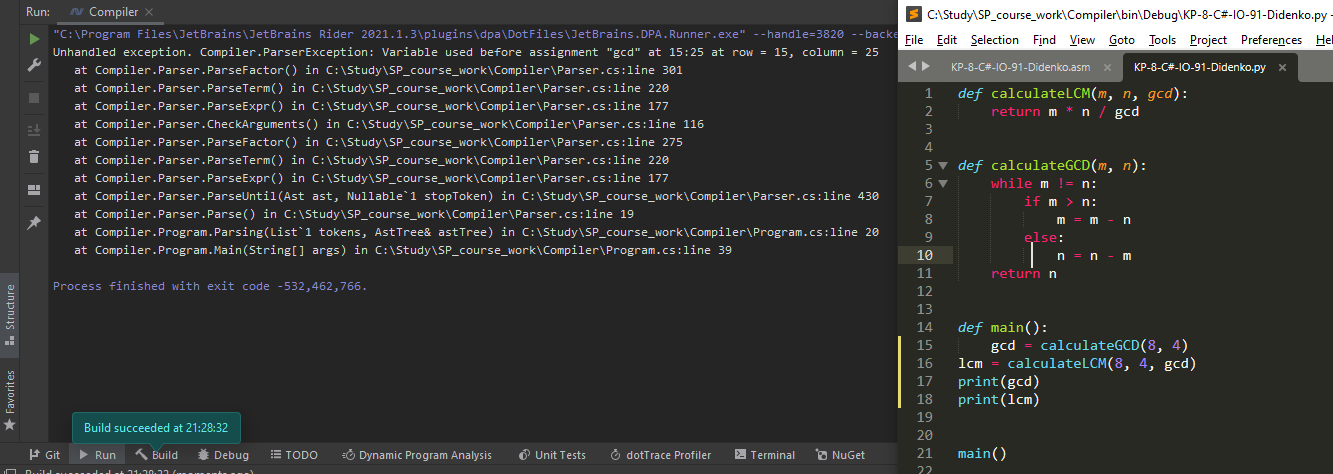 Run:
Compiler
"C:\Program Files\JetBrains\JetBrains Rider 2021.1.3\plugins\dpa\DotFiles\JetBrains.DPA.Runner.exe" --handle=3820
Unhandled exception. Compiler.ParserException: Variable used before assignment "gcd" at 15:25 at row = 15, column = 25
at Compiler.Parser.ParseFactor() in C:\Study\SP_course_work\Compiler\Parser.cs:line 301
at Compiler.Parser.ParseTerm() in C:\Study\SP_course_work\Compiler\Parser.cs:line 220
at Compiler.Parser.ParseExpr() in C:\Study\SP_course_work\Compiler\Parser.cs:line 177
at Compiler.Parser.CheckArguments() in C:\Study\SP_course_work\Compiler\Parser.cs:line 116
at Compiler.Parser.ParseFactor() in C:\Study\SP_course_work\Compiler\Parser.cs:line 275
at Compiler.Parser.ParseTerm() in C:\Study\SP_course_work\Compiler\Parser.cs:line 220
at Compiler.Parser.ParseExpr() in C:\Study\SP_course_work\Compiler\Parser.cs:line 177
at Compiler.Parser.ParseUntil(Ast ast, Nullable`1 stopToken) in C:\Study\SP_course_work\Compiler\Parser.cs:line 430
at Compiler.Parser.Parse() in C:\Study\SP_course_work\Compiler\Parser.cs:line 19
at Compiler.Program.Parsing(List`1 tokens, AstTree& astTree) in C:\Study\SP_course_work\Compiler\Program.cs:line 20
at Compiler.Program.Main(String[] args) in C:\Study\SP_course_work\Compiler\Program.cs:line 39
Process finished with exit code -532,462,766.
Structure
Favorites
Build succeeded at 21:28:32
Git Run Build Debug TODO Dynamic Program Analysis Unit Tests dotTrace Profiler Terminal NuGet
Build succeeded at 21:28:32 (moments ago)
C:\Study\SP_course_work\Compiler\bin\Debug\KP-8-C#-IO-91-Didenko.py -
File Edit Selection Find View Goto Tools Project Preferences Help
KP-8-C#-IO-91-Didenko.asm KP-8-C#-IO-91-Didenko.py
1 def calculateLCM(m, n, gcd):
2 return m * n / gcd
3
4
5 def calculateGCD(m, n):
6 while m != n:
7 if m > n:
8 m = m - n
9 else:
10 n = n - m
11 return n
12
13
14 def main():
15 gcd = calculateGCD(8, 4)
16 lcm = calculateLCM(8, 4, gcd)
17 print(gcd)
18 print(lcm)
19
20
21 main()
22